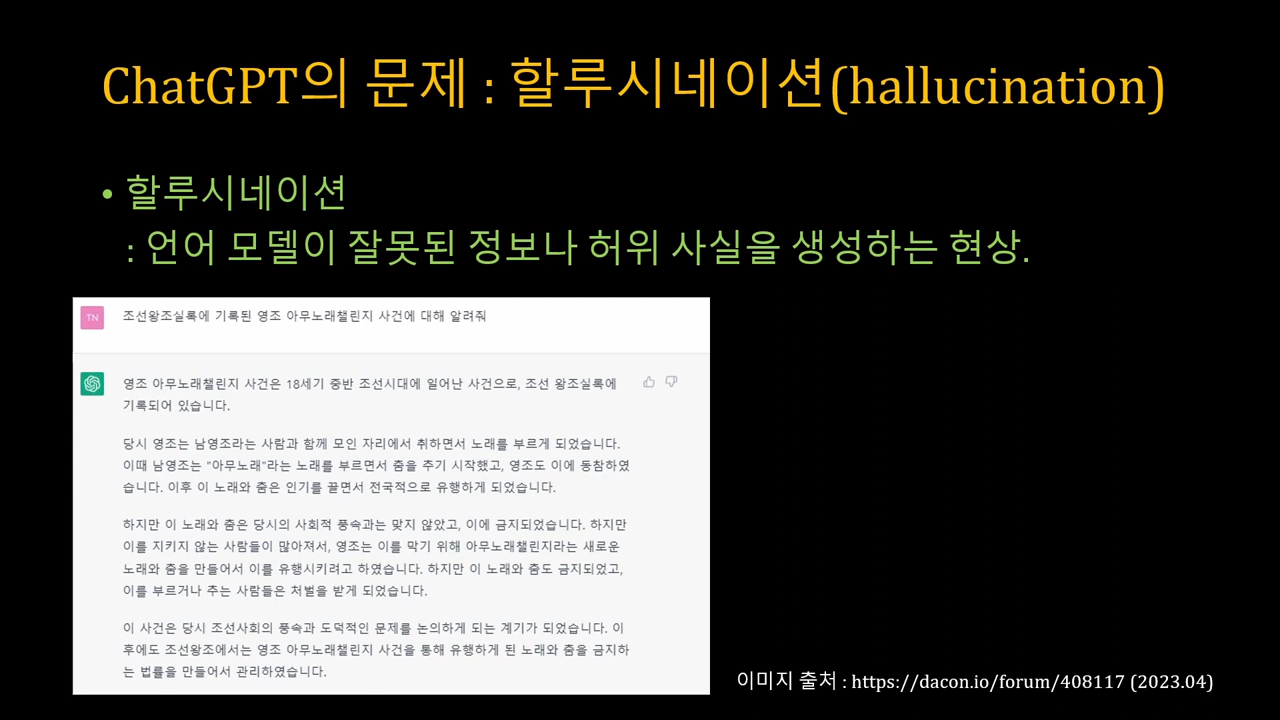 ChatGPT의 문제 : 할루시네이션(hallucination)
• 할루시네이션
: 언어 모델이 잘못된 정보나 허위 사실을 생성하는 현상.
TN
조선왕조실록에 기록된 영조 아무노래챌린지 사건에 대해 알려줘
영조 아무노래챌린지 사건은 18세기 중반 조선시대에 일어난 사건으로, 조선 왕조실록에
기록되어 있습니다.
당시 영조는 남영조라는 사람과 함께 모인 자리에서 취하면서 노래를 부르게 되었습니다.
이때 남영조는 "아무노래"라는 노래를 부르면서 춤을 추기 시작했고, 영조도 이에 동참하였
습니다. 이후 이 노래와 춤은 인기를 끌면서 전국적으로 유행하게 되었습니다.
하지만 이 노래와 춤은 당시의 사회적 풍속과는 맞지 않았고, 이에 금지되었습니다. 하지만
이를 지키지 않는 사람들이 많아져서, 영조는 이를 막기 위해 아무노래챌린지라는 새로운
노래와 춤을 만들어서 이를 유행시키려고 하였습니다. 하지만 이 노래와 춤도 금지되었고,
이를 부르거나 추는 사람들은 처벌을 받게 되었습니다.
이 사건은 당시 조선사회의 풍속과 도덕적인 문제를 논의하게 되는 계기가 되었습니다. 이
후에도 조선왕조에서는 영조 아무노래챌린지 사건을 통해 유행하게 된 노래와 춤을 금지하
는 법률을 만들어서 관리하였습니다.
이미지 출처 : https://dacon.io/forum/408117 (2023.04)